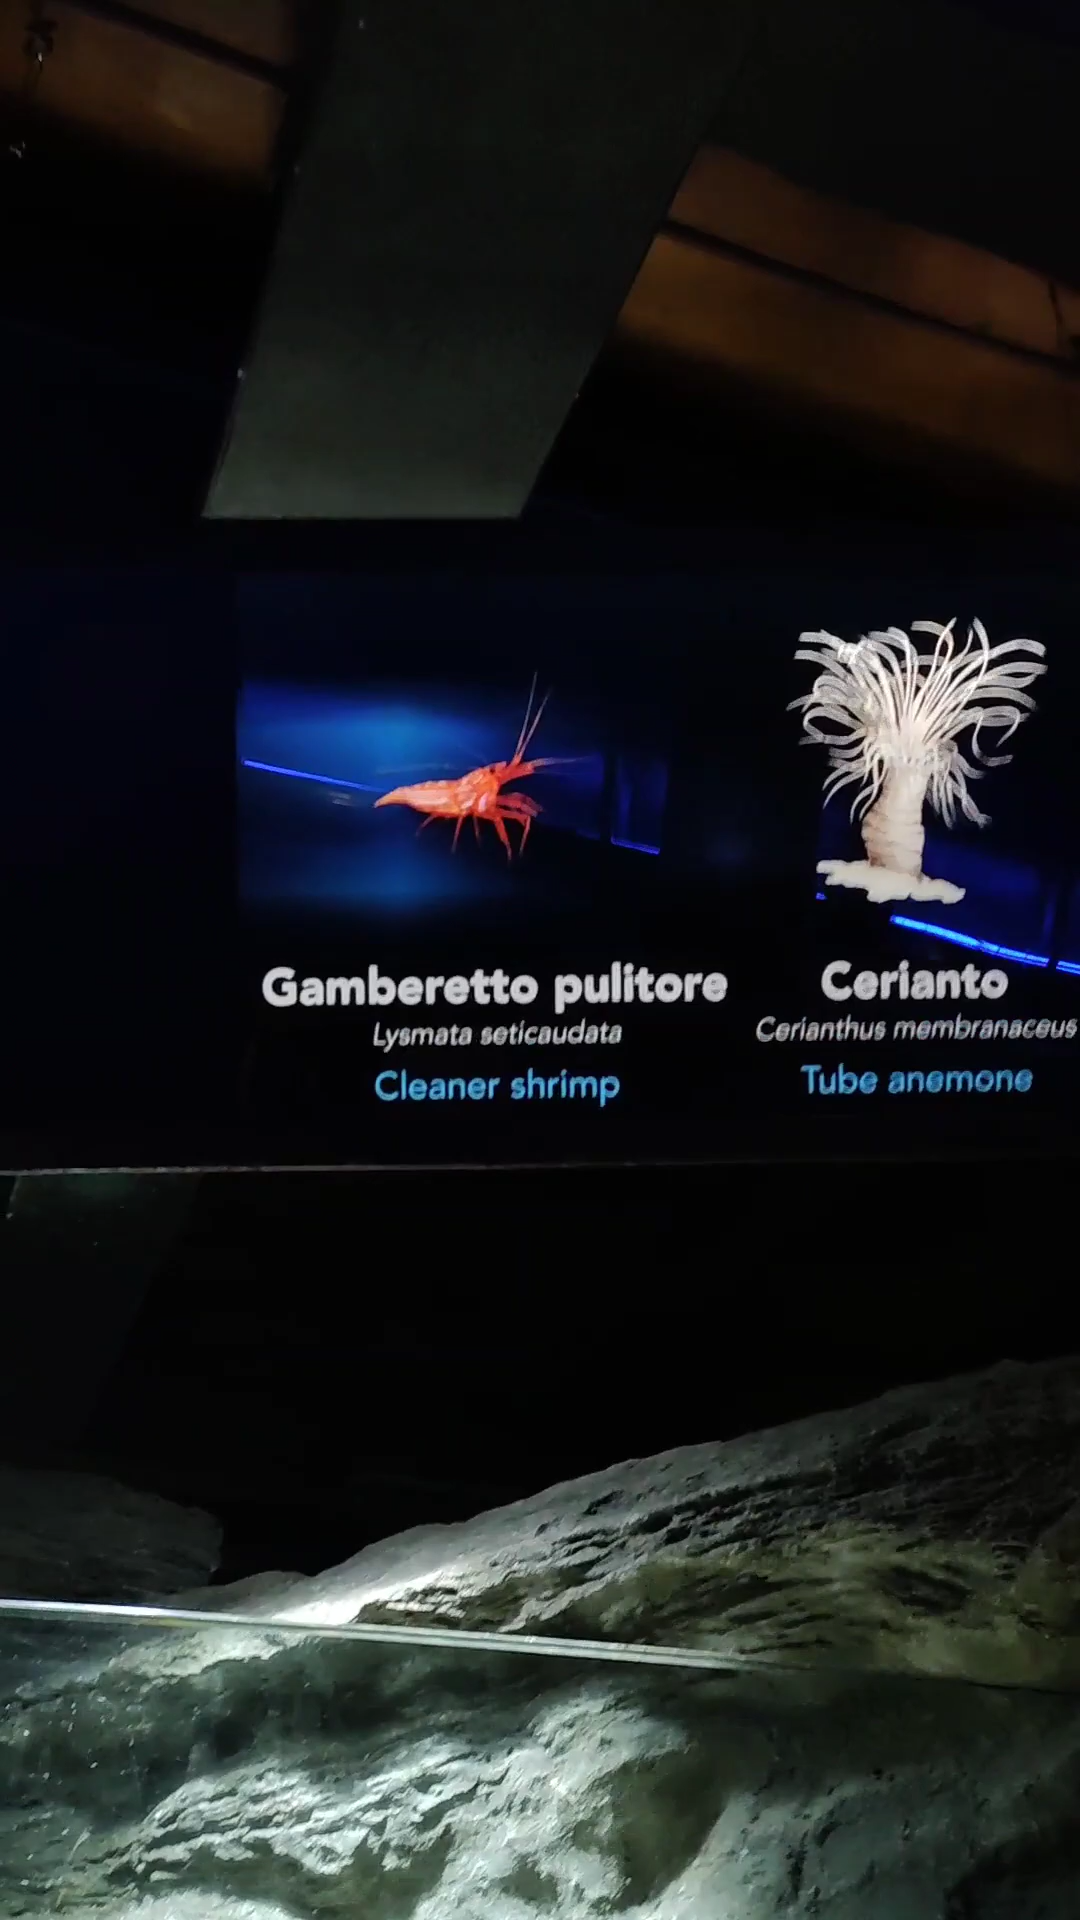 Gamberetto pulitore
Lysmata seticaudata
Cleaner shrimp
Cerianto
Cerianthus membranaceus
Tube anemone